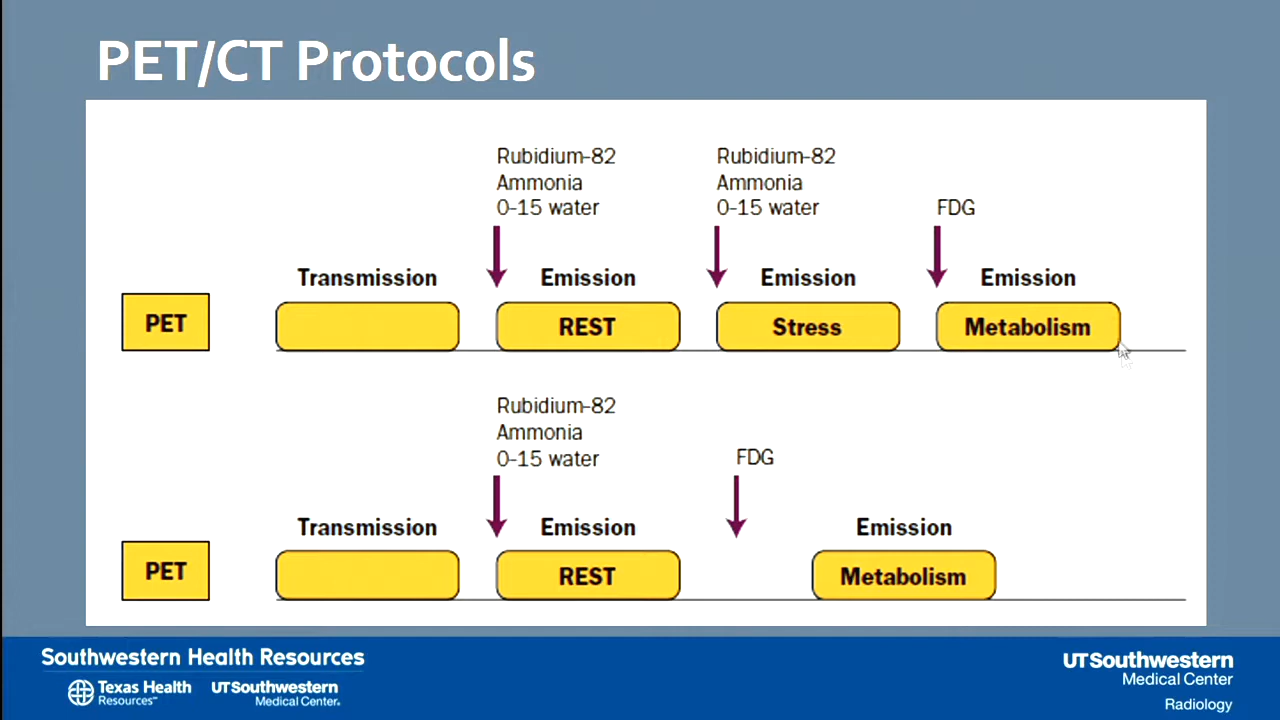 PET/CT Protocols
Rubidium-82
Ammonia
0-15 water
Rubidium-82
Ammonia
0-15 water
FDG
Transmission
Emission
Emission
Emission
PET
REST
Stress
Metabolism
Rubidium-82
Ammonia
0-15 water
FDG
Transmission
Emission
Emission
PET
REST
Metabolism
Southwestern Health Resources
Texas Health
Resources
UTSouthwestern
Medical Center.
UTSouthwestern
Medical Center
Radiology